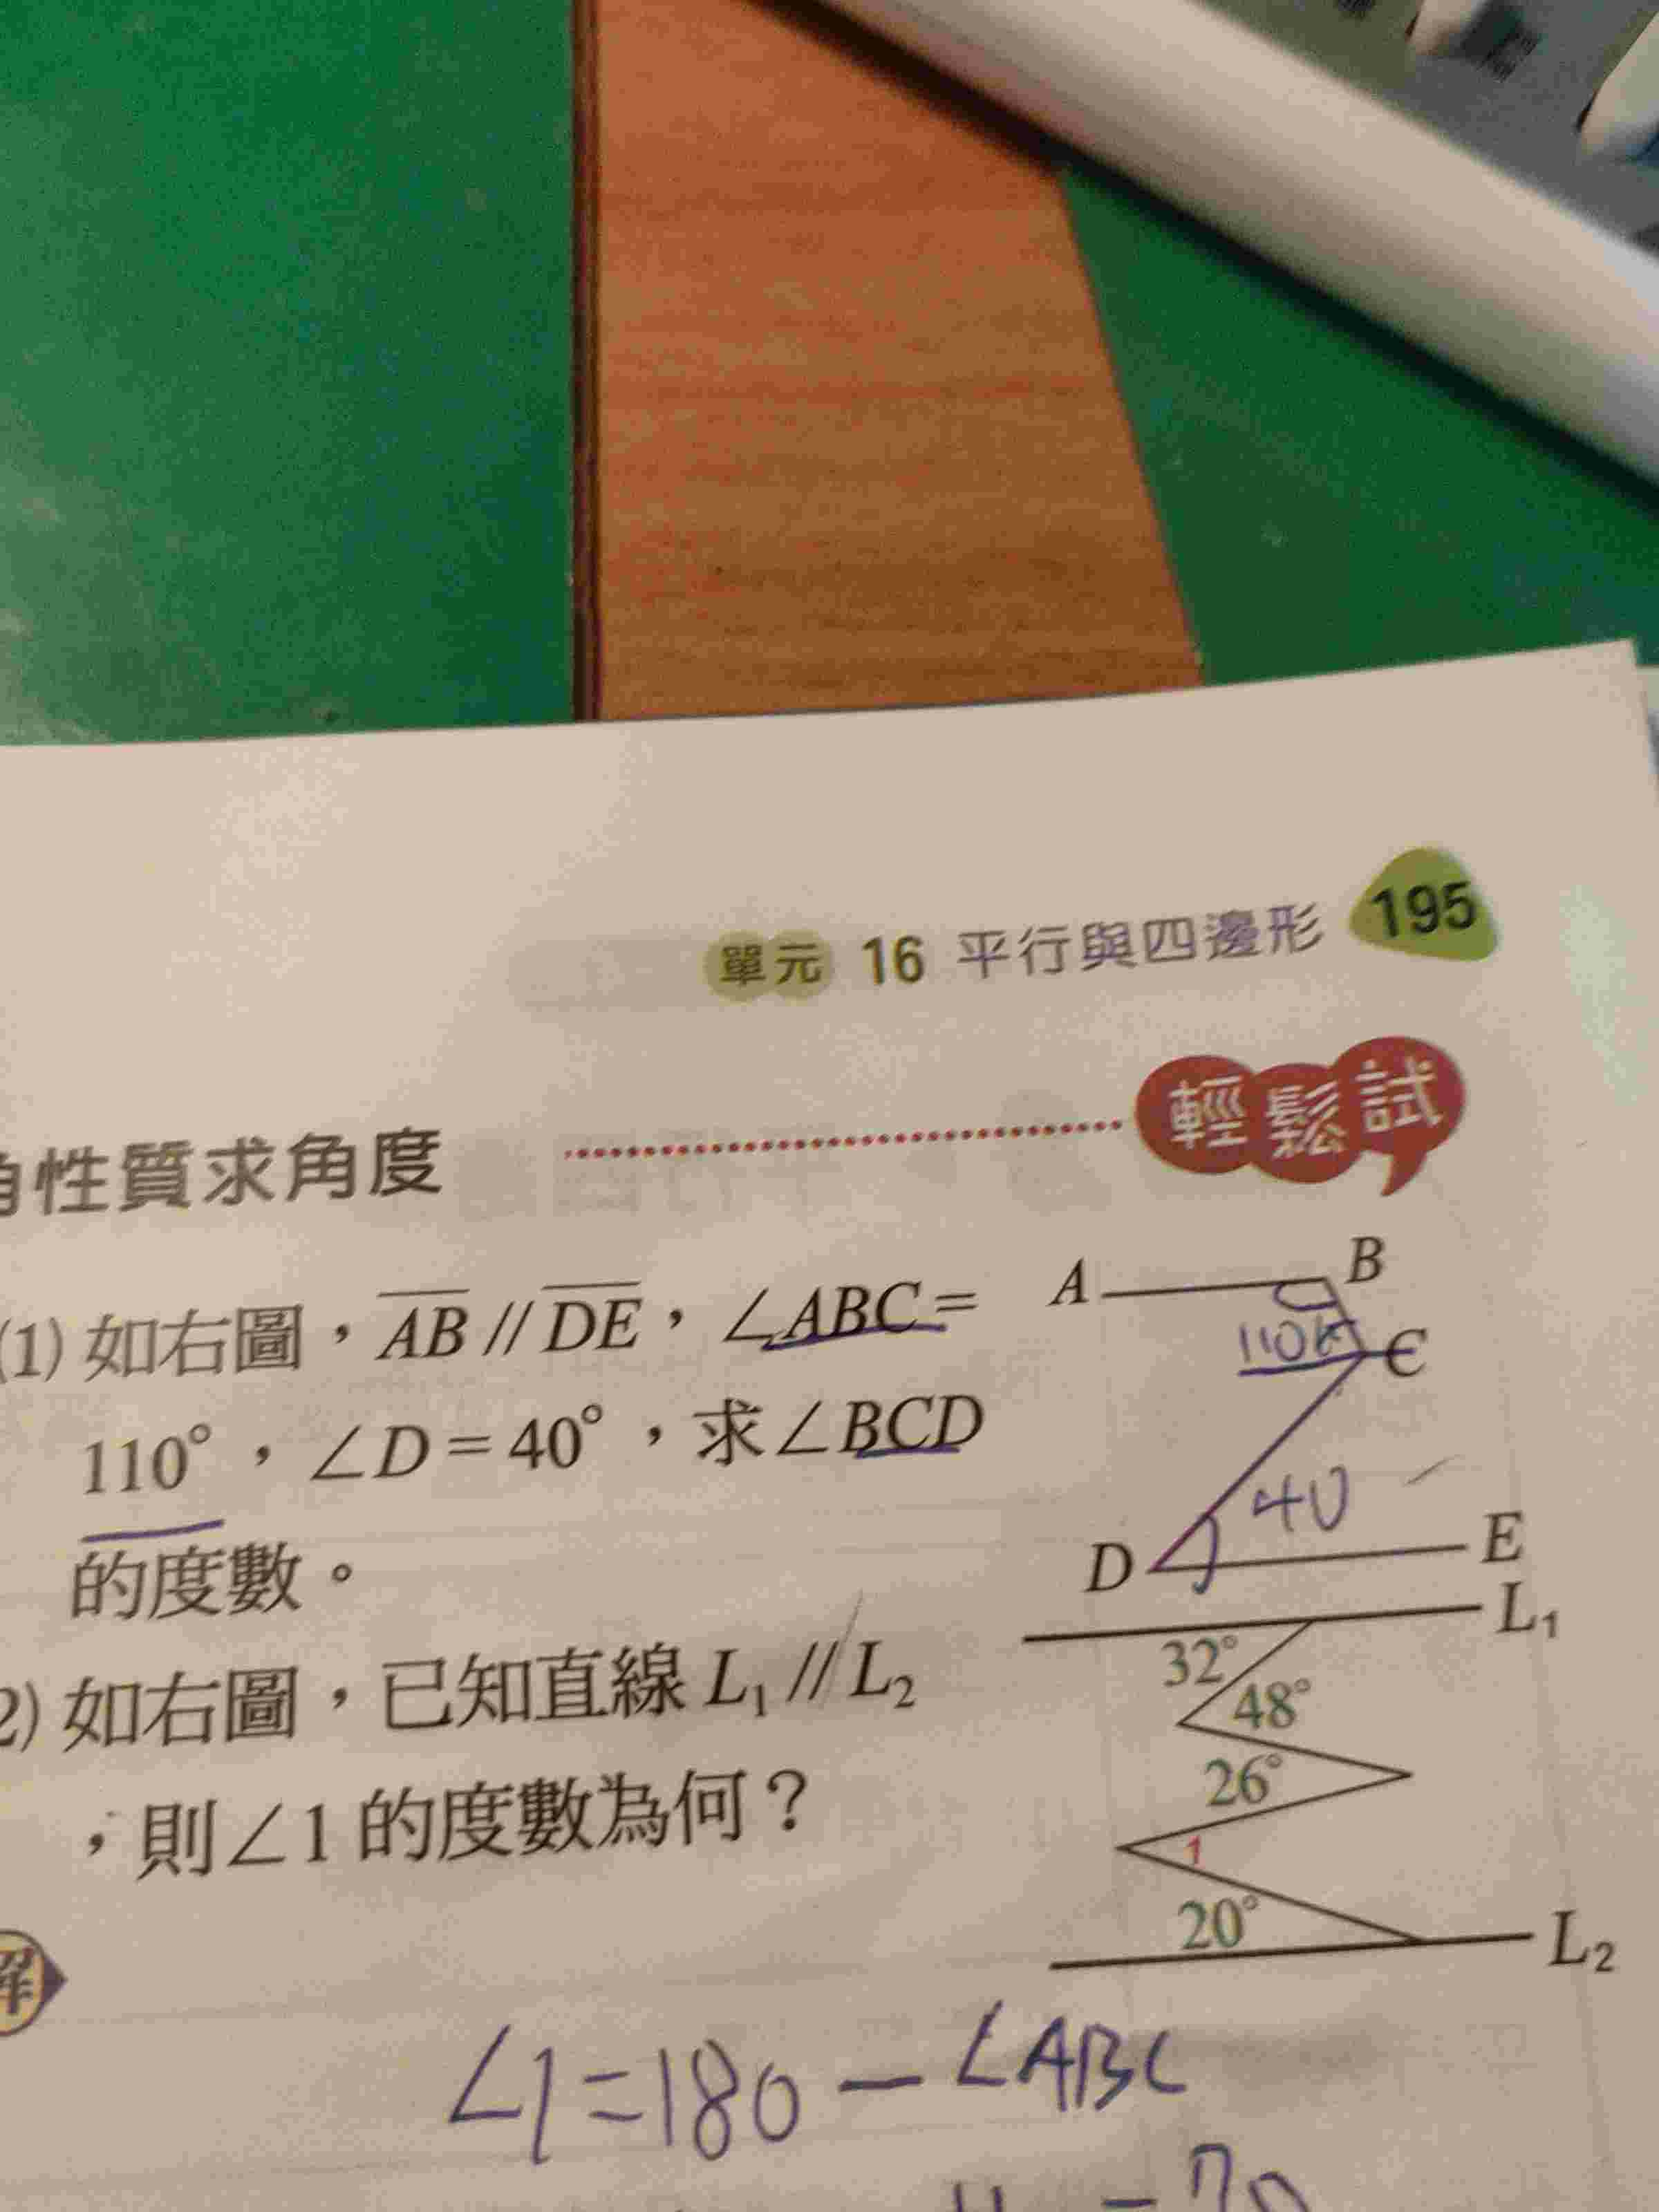 單元 16 平行與四邊形 195
輕鬆試
性質求角度
(1) 如右圖，AB // DE，∠ABC=
110°，∠D=40°，求∠BCD
的度數。
A B
110
C
40
D E
2) 如右圖，已知直線 L₁ // L₂
，則∠1 的度數為何？
L₁
32°
48°
26°
1
20°
L₂
解
∠1=180-∠ABC
=70